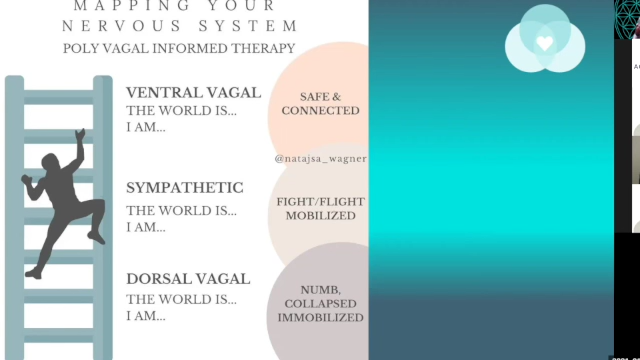 MAPPING YOUR
NERVOUS SYSTEM
POLY VAGAL INFORMED THERAPY
VENTRAL VAGAL
THE WORLD IS...
I AM...
SAFE &
CONNECTED
@natajsa_wagner
SYMPATHETIC
THE WORLD IS...
I AM...
FIGHT/FLIGHT
MOBILIZED
DORSAL VAGAL
THE WORLD IS...
I AM...
NUMB,
COLLAPSED
IMMOBILIZED